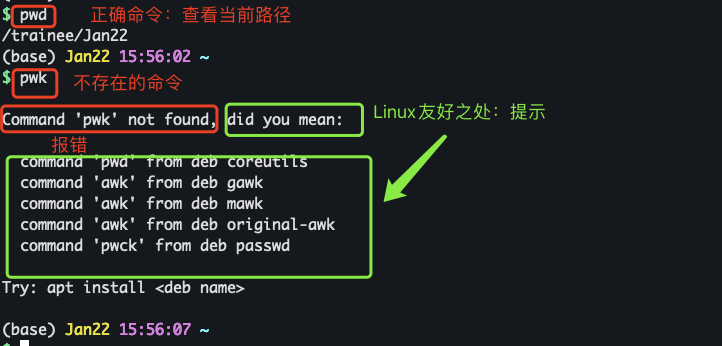 $ pwd 正确命令：查看当前路径
/trainee/Jan22
(base) Jan22 15:56:02 ~
$ pwk 不存在的命令
Command 'pwk' not found, did you mean: Linux友好之处：提示
报错
command 'pwd' from deb coreutils
command 'awk' from deb gawk
command 'awk' from deb mawk
command 'awk' from deb original-awk
command 'pwck' from deb passwd
Try: apt install <deb name>
(base) Jan22 15:56:07 ~
$